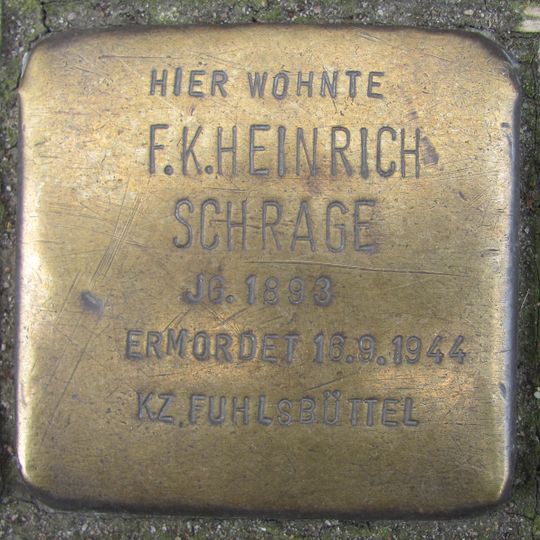 HIER WOHNTE
F.K.HEINRICH
SCHRAGE
JG.1893
ERMORDET 16.9.1944
KZ FUHLSBÜTTEL